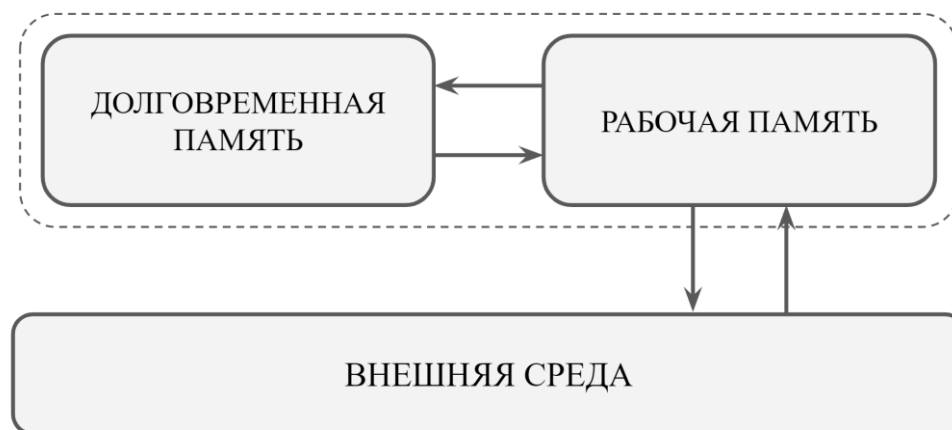 ДОЛГОВРЕМЕННАЯ
ПАМЯТЬ
РАБОЧАЯ ПАМЯТЬ
ВНЕШНЯЯ СРЕДА